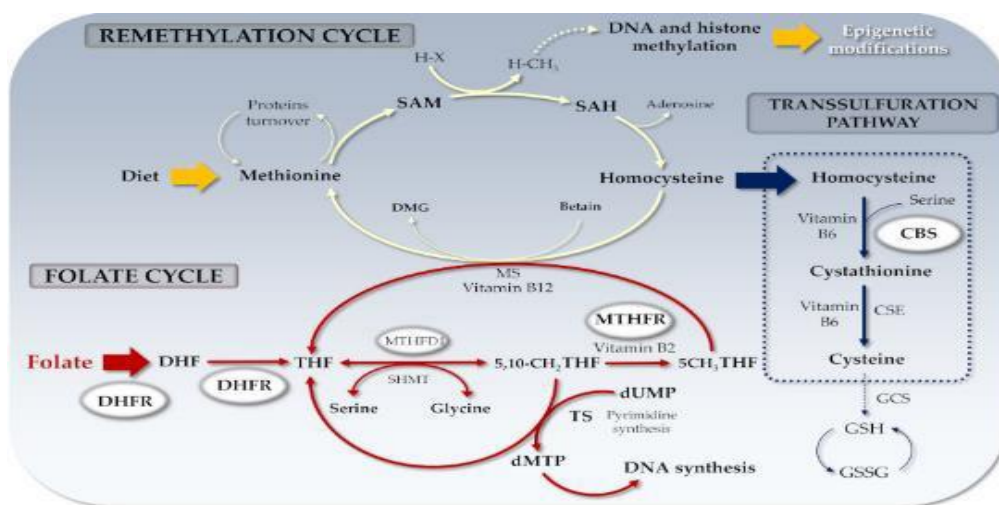 REMETHYLATION CYCLE
DNA and histone
methylation
Epigenetic
modifications
H-X
H-CH₃
SAM
SAH
Adenosine
Proteins
turnover
TRANSSULFURATION
PATHWAY
Diet
Methionine
Homocysteine
Homocysteine
DMG
Betain
Serine
Vitamin
B6
CBS
FOLATE CYCLE
MS
Vitamin B12
Cystathionine
MTHFR
Vitamin
B6
CSE
MTHFD
Vitamin B2
Folate
DHF
THF
5,10-CH₂THF
5CH₃THF
Cysteine
DHFR
DHFR
SHMT
Serine
Glycine
dUMP
TS
Pyrimidine
synthesis
GCS
GSH
dMTP
DNA synthesis
GSSG